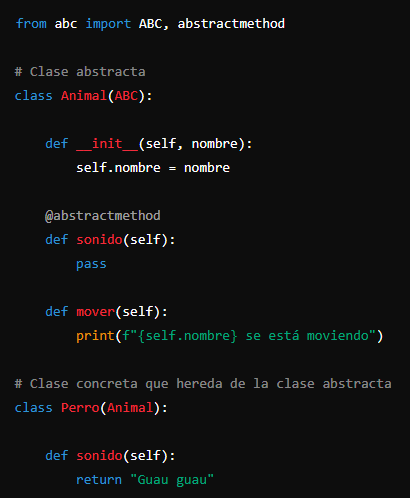 from abc import ABC, abstractmethod
# Clase abstracta
class Animal(ABC):
    def __init__(self, nombre):
        self.nombre = nombre
    @abstractmethod
    def sonido(self):
        pass
    def mover(self):
        print(f"{self.nombre} se está moviendo")
# Clase concreta que hereda de la clase abstracta
class Perro(Animal):
    def sonido(self):
        return "Guau guau"